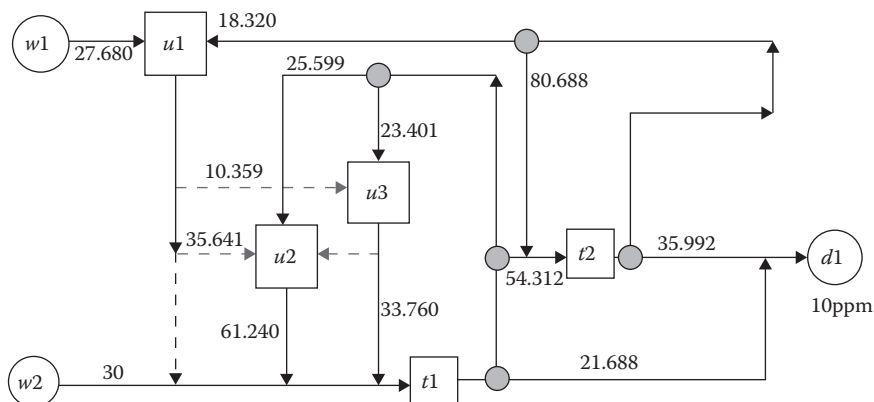 18.320
w1
27.680
u1
25.599
80.688
23.401
10.359
u3
35.641
u2
54.312
t2
35.992
d1
10ppm
33.760
61.240
w2
30
t1
21.688